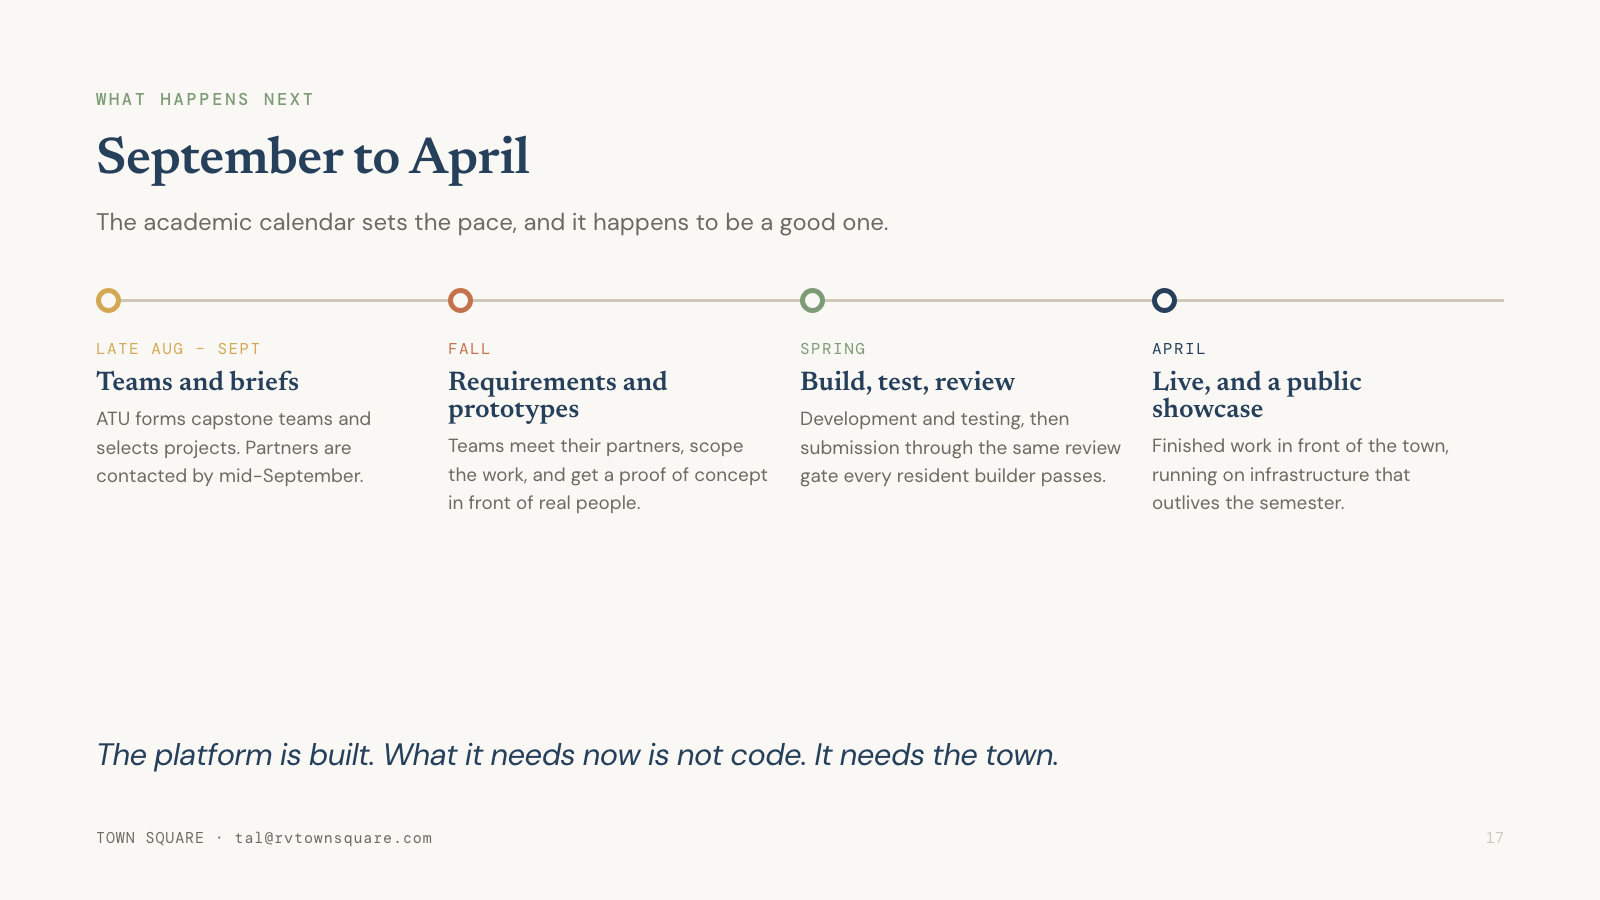 WHAT HAPPENS NEXT
September to April
The academic calendar sets the pace, and it happens to be a good one.
LATE AUG – SEPT
Teams and briefs
ATU forms capstone teams and
selects projects. Partners are
contacted by mid-September.
FALL
Requirements and
prototypes
Teams meet their partners, scope
the work, and get a proof of concept
in front of real people.
SPRING
Build, test, review
Development and testing, then
submission through the same review
gate every resident builder passes.
APRIL
Live, and a public
showcase
Finished work in front of the town,
running on infrastructure that
outlives the semester.
The platform is built. What it needs now is not code. It needs the town.
TOWN SQUARE · tal@rvtownsquare.com
17